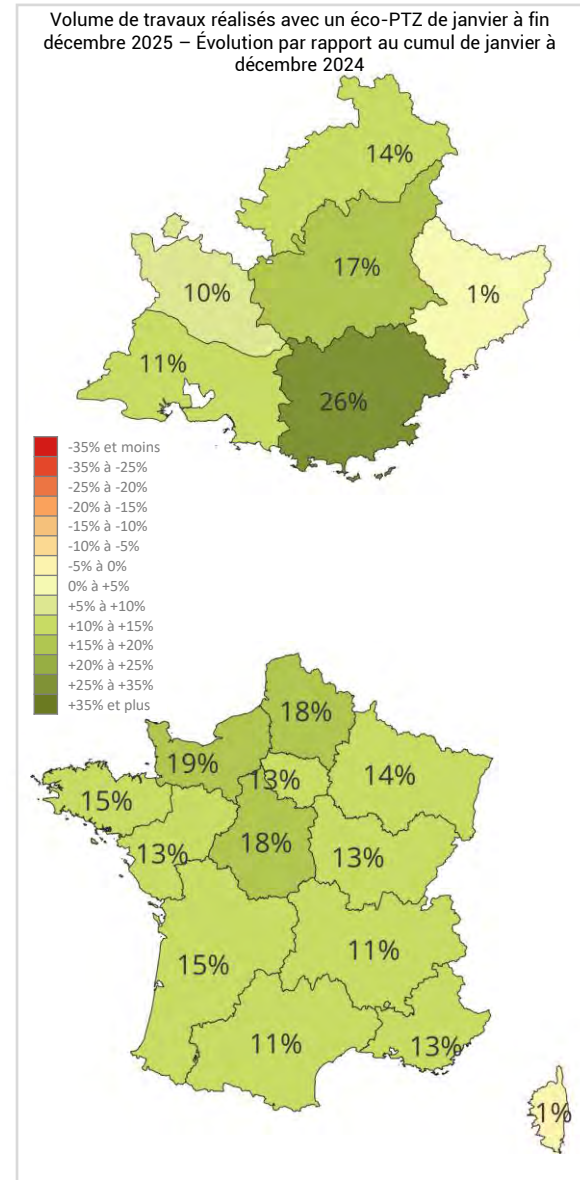 Volume de travaux réalisés avec un éco-PTZ de janvier à fin
décembre 2025 – Évolution par rapport au cumul de janvier à
décembre 2024
14%
17%
1%
10%
11%
26%
-35% et moins
-35% à -25%
-25% à -20%
-20% à -15%
-15% à -10%
-10% à -5%
-5% à 0%
0% à +5%
+5% à +10%
+10% à +15%
+15% à +20%
+20% à +25%
+25% à +35%
+35% et plus
18%
19%
13%
14%
15%
13%
18%
13%
15%
11%
11%
13%
1%